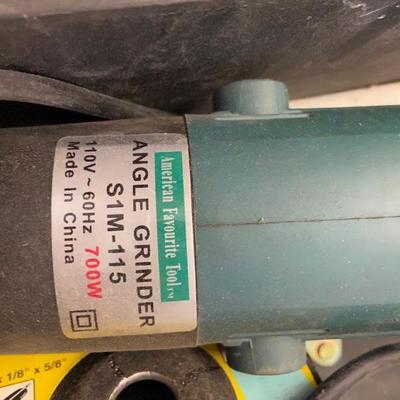 American Favourite Tool™
ANGLE GRINDER
S1M-115
110V ~ 60Hz 700W
Made In China
x 1/8" x 5/8"